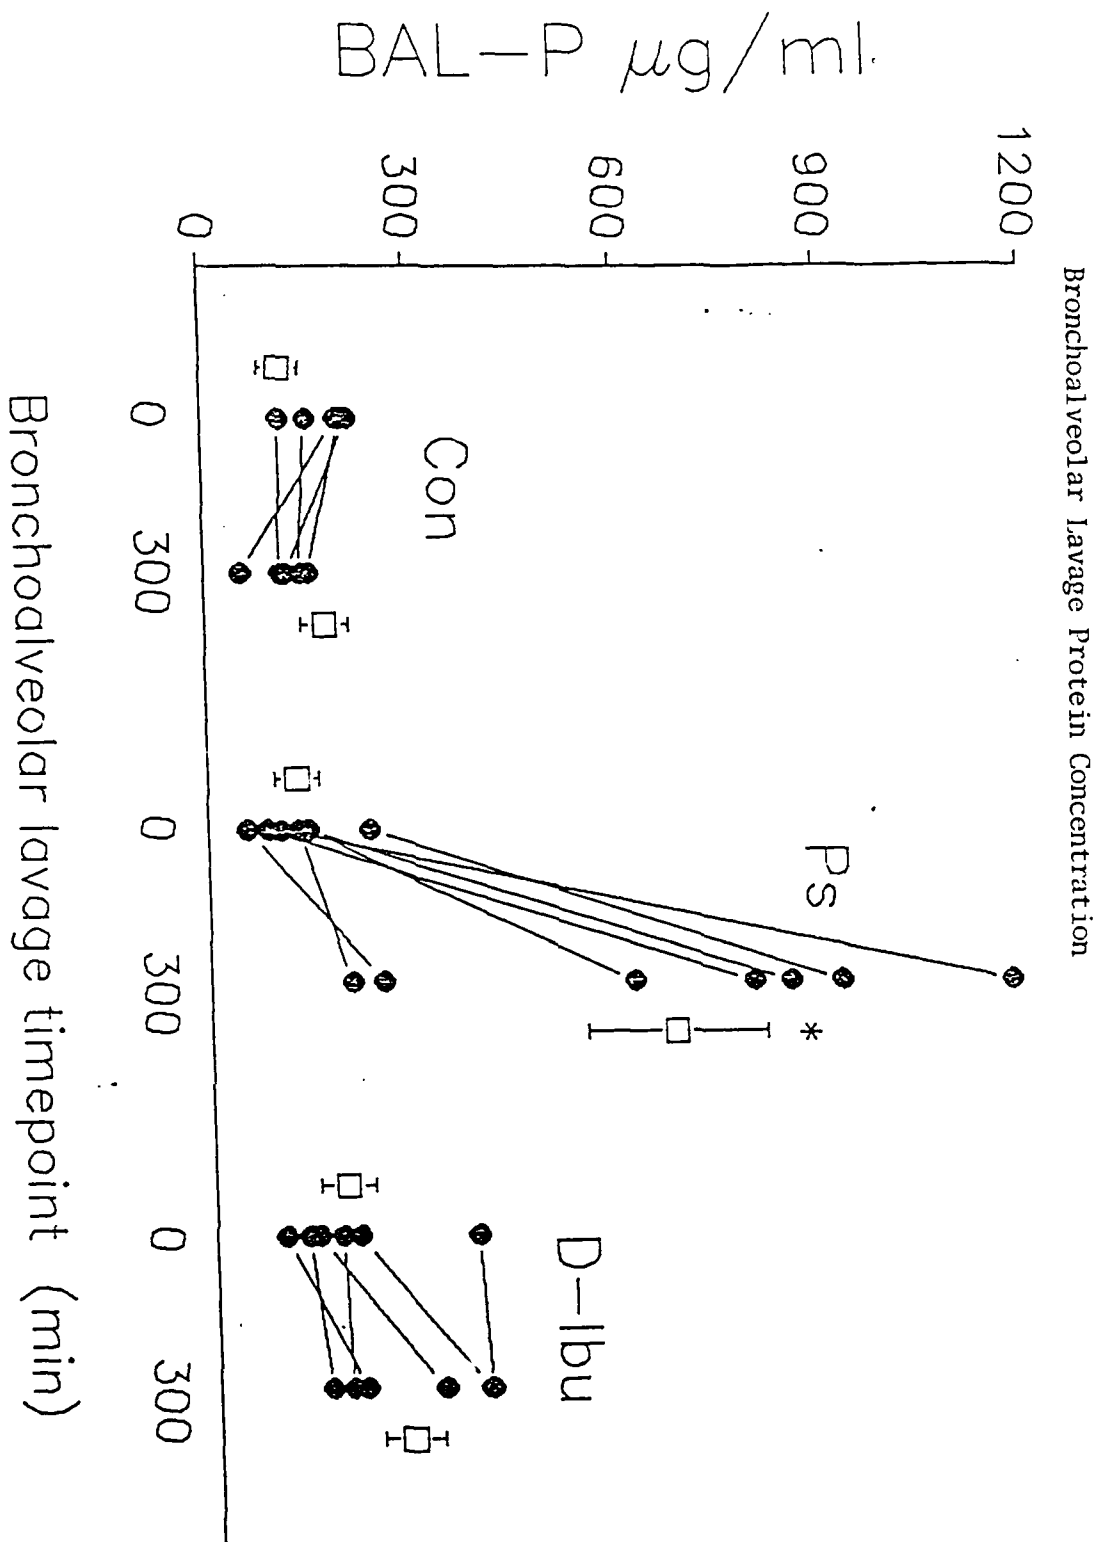 Bronchoalveolar Lavage Protein Concentration
BAL-P µg/ml
1200
900
600
300
0
Con
Ps
D-Ibu
*
0
300
0
300
0
300
Bronchoalveolar lavage timepoint (min)